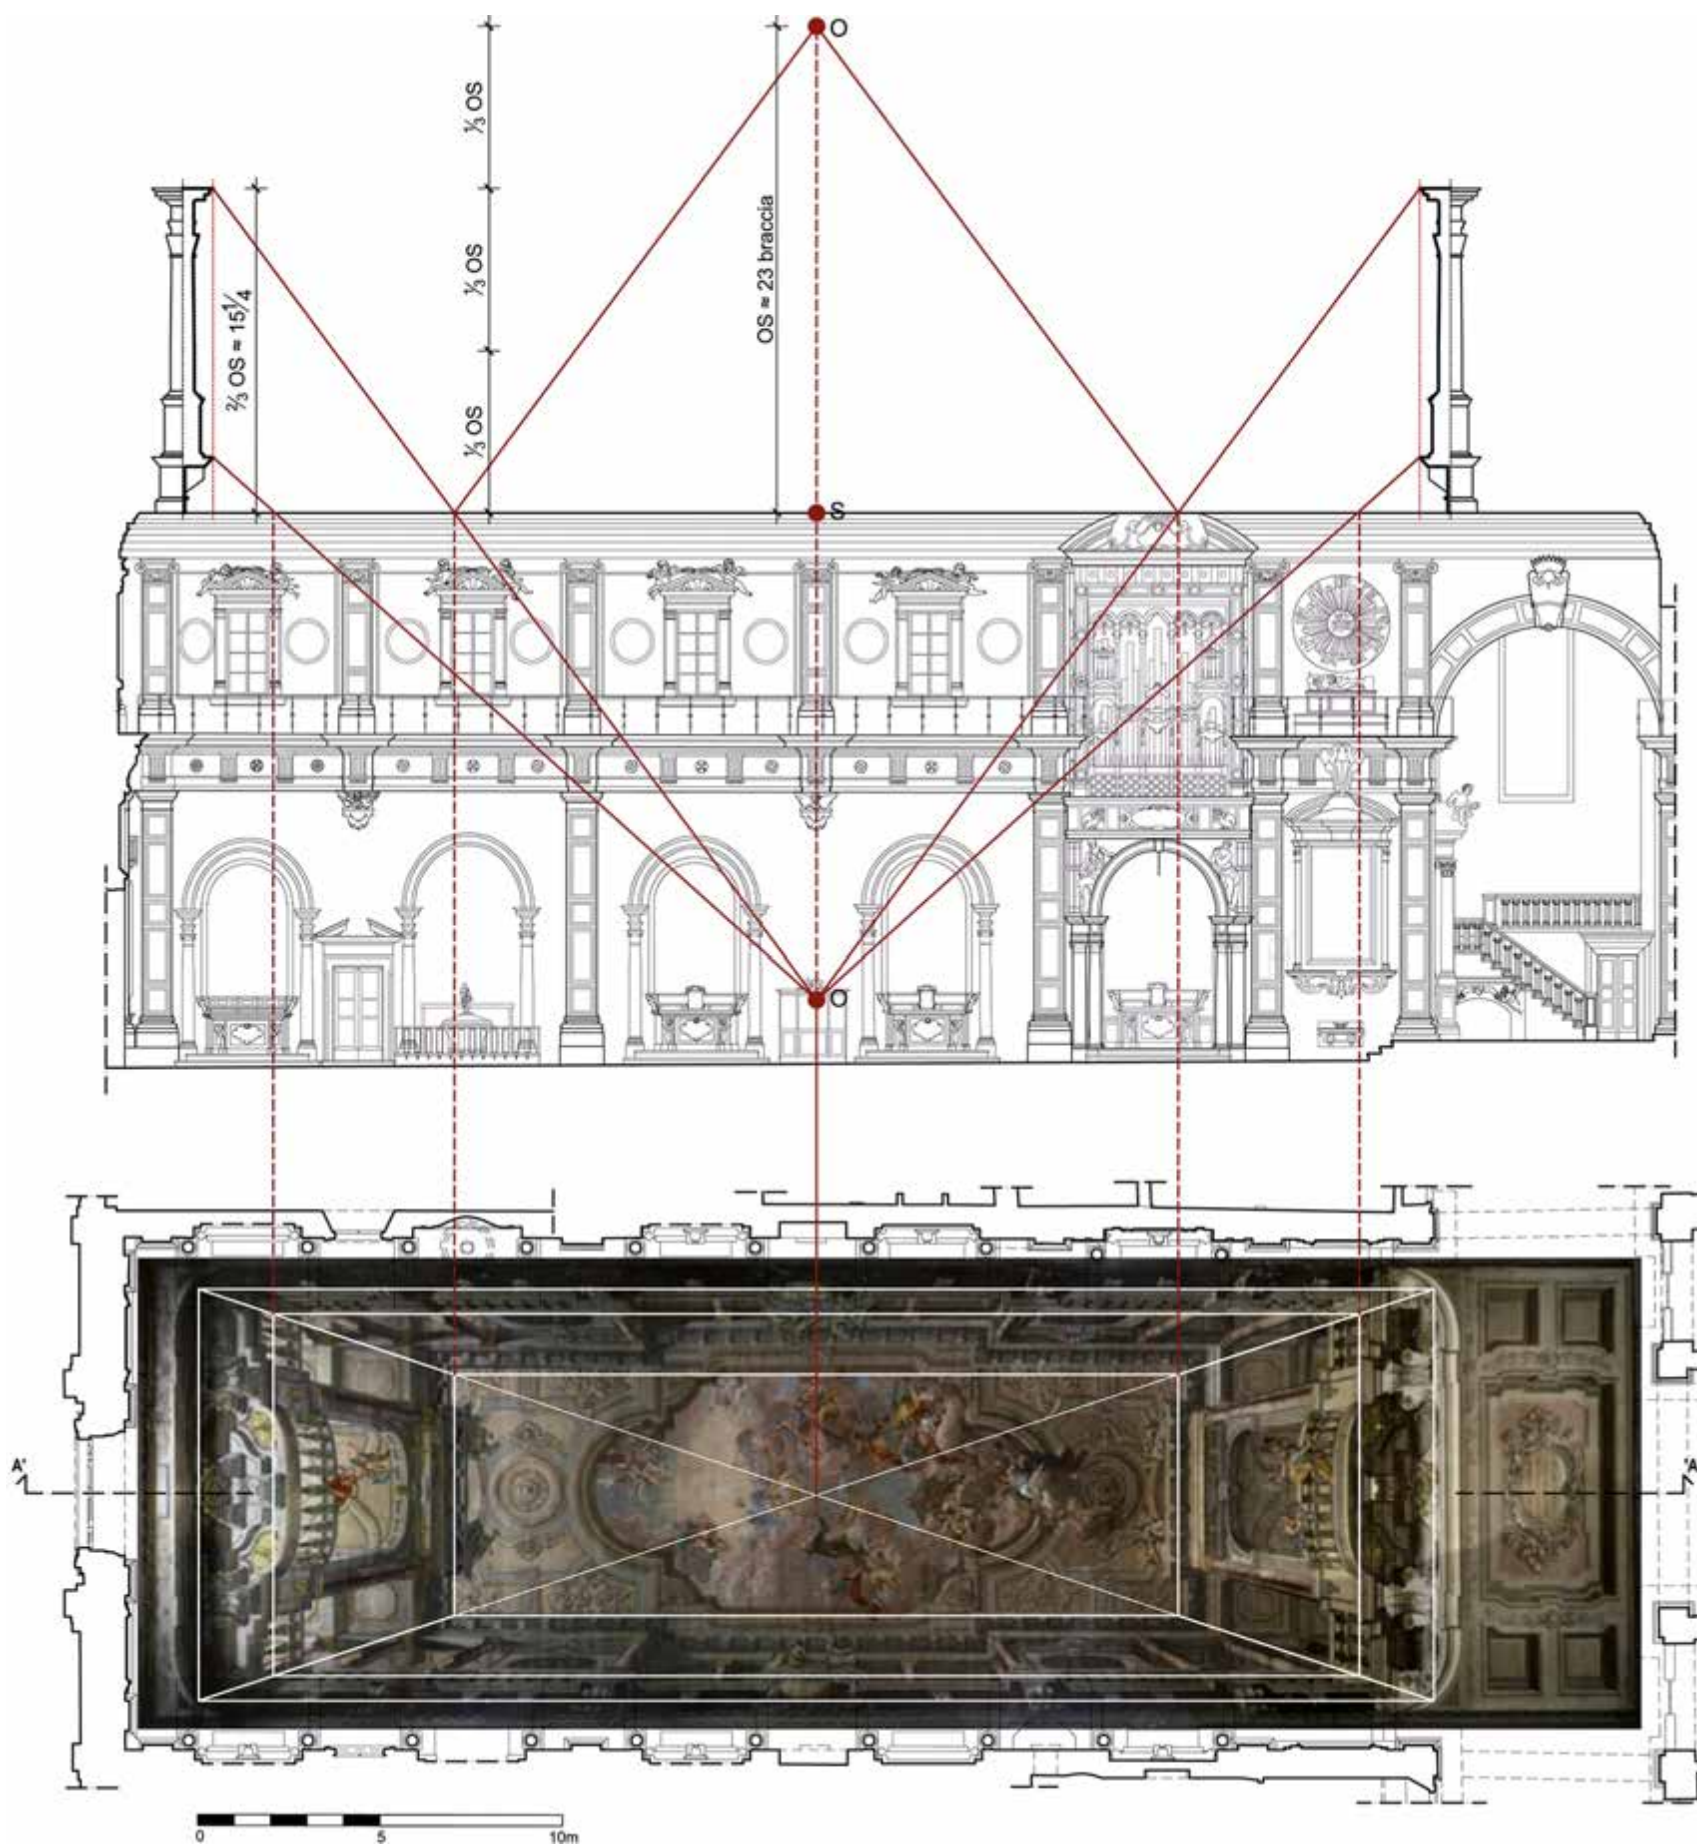 O
⅓ OS
⅓ OS
⅓ OS
OS ≈ 23 braccia
⅔ OS ≈ 15¼
S
O
A'
'A
0
5
10m